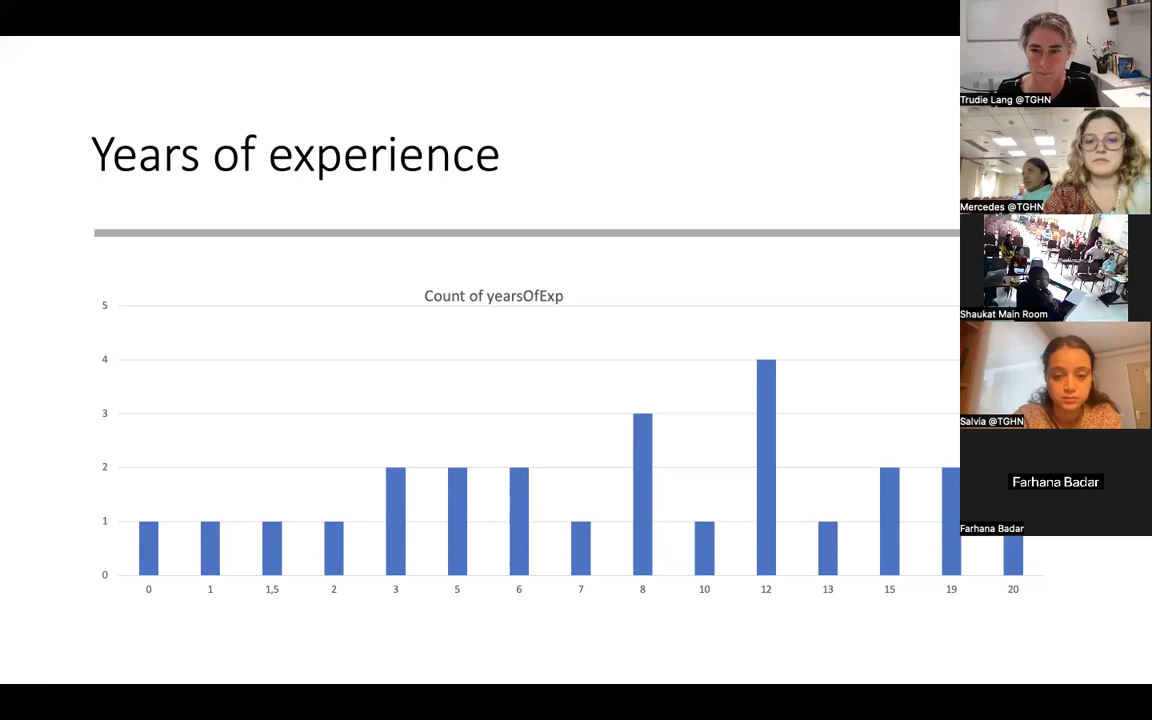 Years of experience
Count of yearsOfExp
5
4
3
2
1
0
0 1 1,5 2 3 5 6 7 8 10 12 13 15 19 20
Trudie Lang @TGHN
Mercedes @TGHN
Shaukat Main Room
Salvia @TGHN
Farhana Badar
Farhana Badar